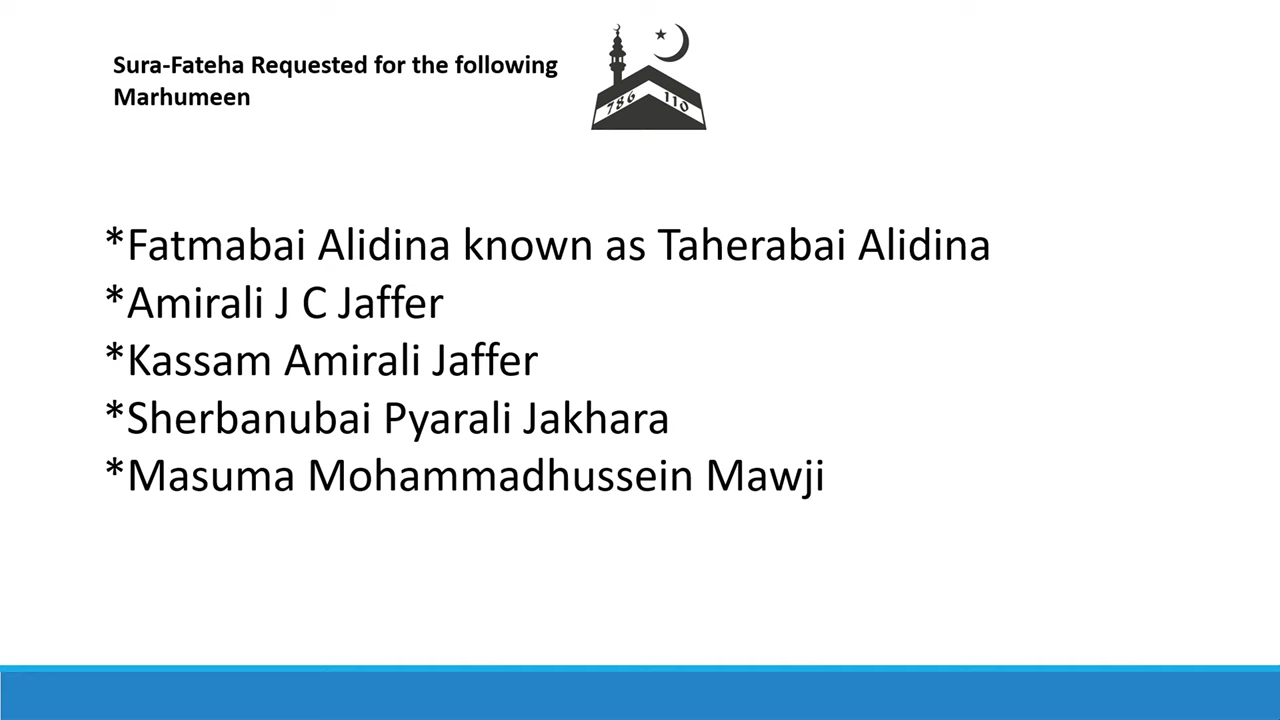 Sura-Fateha Requested for the following
Marhumeen
786 110
*Fatmabai Alidina known as Taherabai Alidina
*Amirali J C Jaffer
*Kassam Amirali Jaffer
*Sherbanubai Pyarali Jakhara
*Masuma Mohammadhussein Mawji